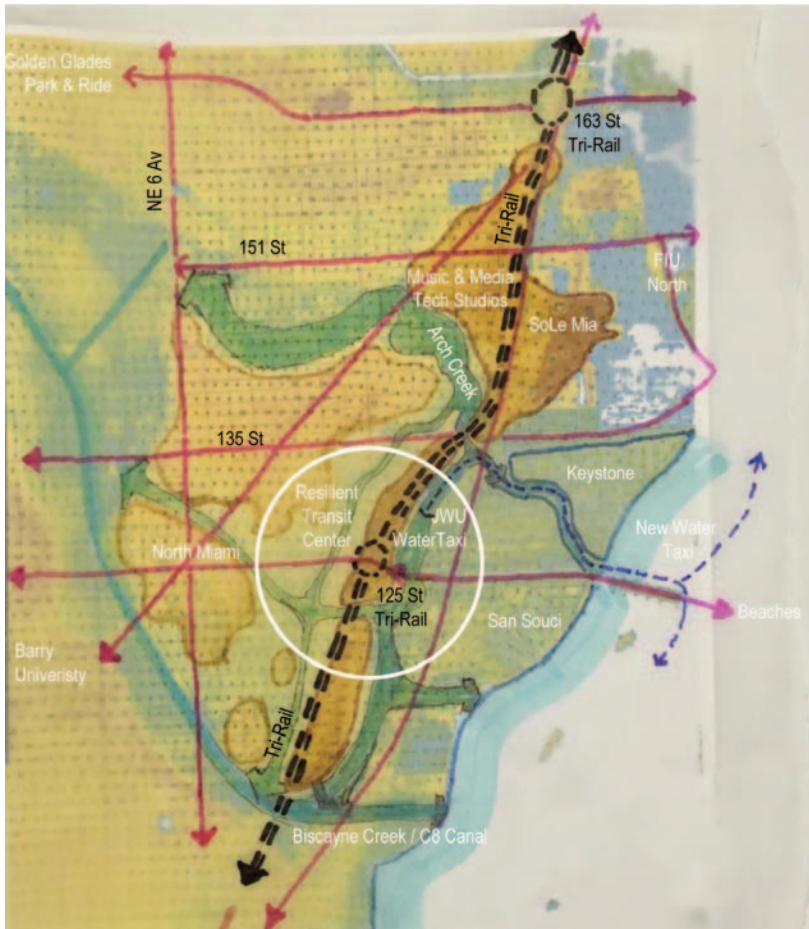 Golden Glades
Park & Ride
163 St
Tri-Rail
NE 6 Av
Tri-Rail
151 St
FIU
North
Music & Media
Tech Studios
SoLe Mia
Arch Creek
135 St
Keystone
Resilient
Transit
Center
JWU
WaterTaxi
New Water
Taxi
North Miami
125 St
Tri-Rail
San Souci
Beaches
Barry
Univeristy
Tri-Rail
Biscayne Creek / C8 Canal